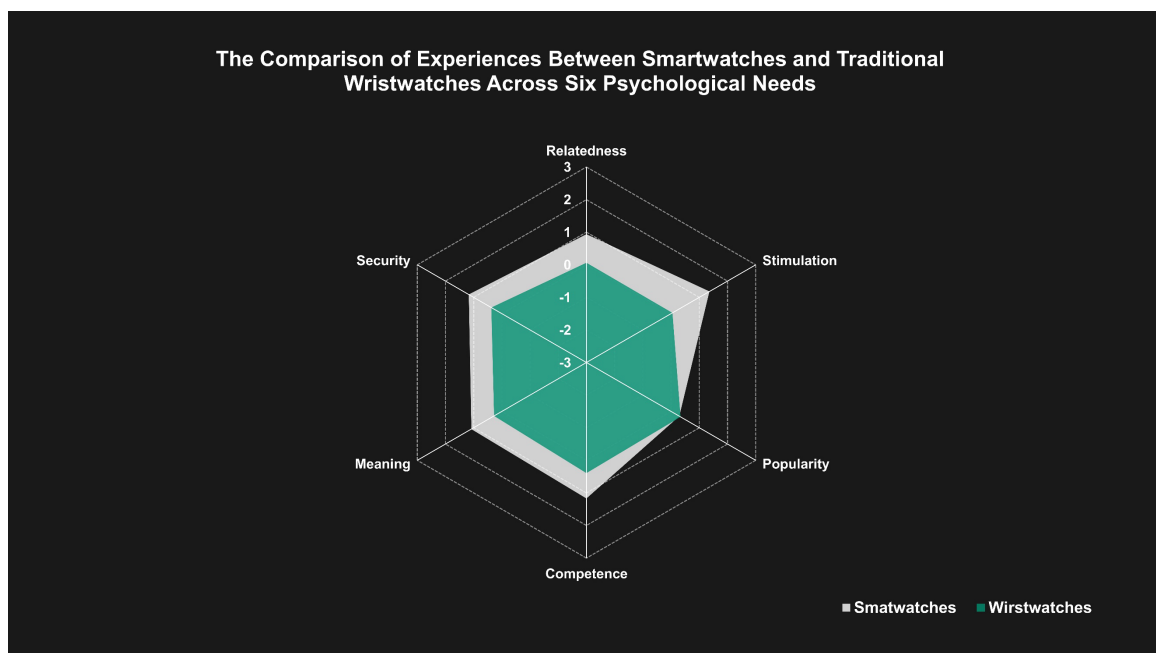 The Comparison of Experiences Between Smartwatches and Traditional
Wristwatches Across Six Psychological Needs
Relatedness
3
2
1
0
-1
-2
-3
Security
Stimulation
Meaning
Popularity
Competence
Smatwatches
Wirstwatches